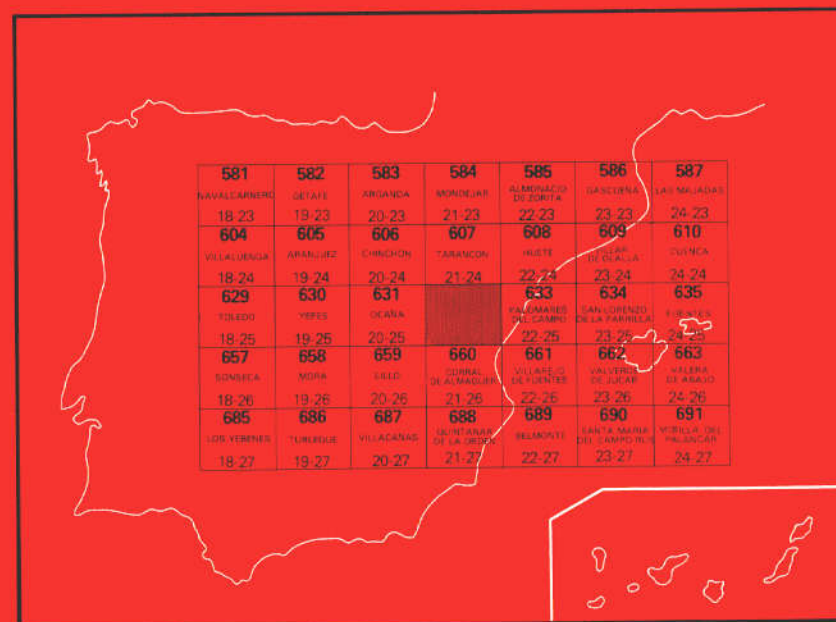 581 582 583 584 585 586 587
NAVALCARNERO GETAFE ARGANDA MONDEJAR ALMONACID GASCUEÑA LAS MAJADAS
DE ZORITA
18-23 19-23 20-23 21-23 22-23 23-23 24-23
604 605 606 607 608 609 610
VILLALUENGA ARANJUEZ CHINCHON TARANCON HUETE VILLAR CUENCA
DE OLALLA
18-24 19-24 20-24 21-24 22-24 23-24 24-24
629 630 631 633 634 635
TOLEDO YEPES OCAÑA PALOMARES SAN LORENZO FUENTES
DEL CAMPO DE LA PARRILLA
18-25 19-25 20-25 22-25 23-25 24-25
657 658 659 660 661 662 663
SONSECA MORA LILLO CORRAL VILLAREJO VALVERDE VALERA
DE ALMAGUER DE FUENTES DE JUCAR DE ABAJO
18-26 19-26 20-26 21-26 22-26 23-26 24-26
685 686 687 688 689 690 691
LOS YEBENES TURLEQUE VILLACAÑAS QUINTANAR BELMONTE SANTA MARIA MOTILLA DEL
DE LA ORDEN DEL CAMPO RUS PALANCAR
18-27 19-27 20-27 21-27 22-27 23-27 24-27